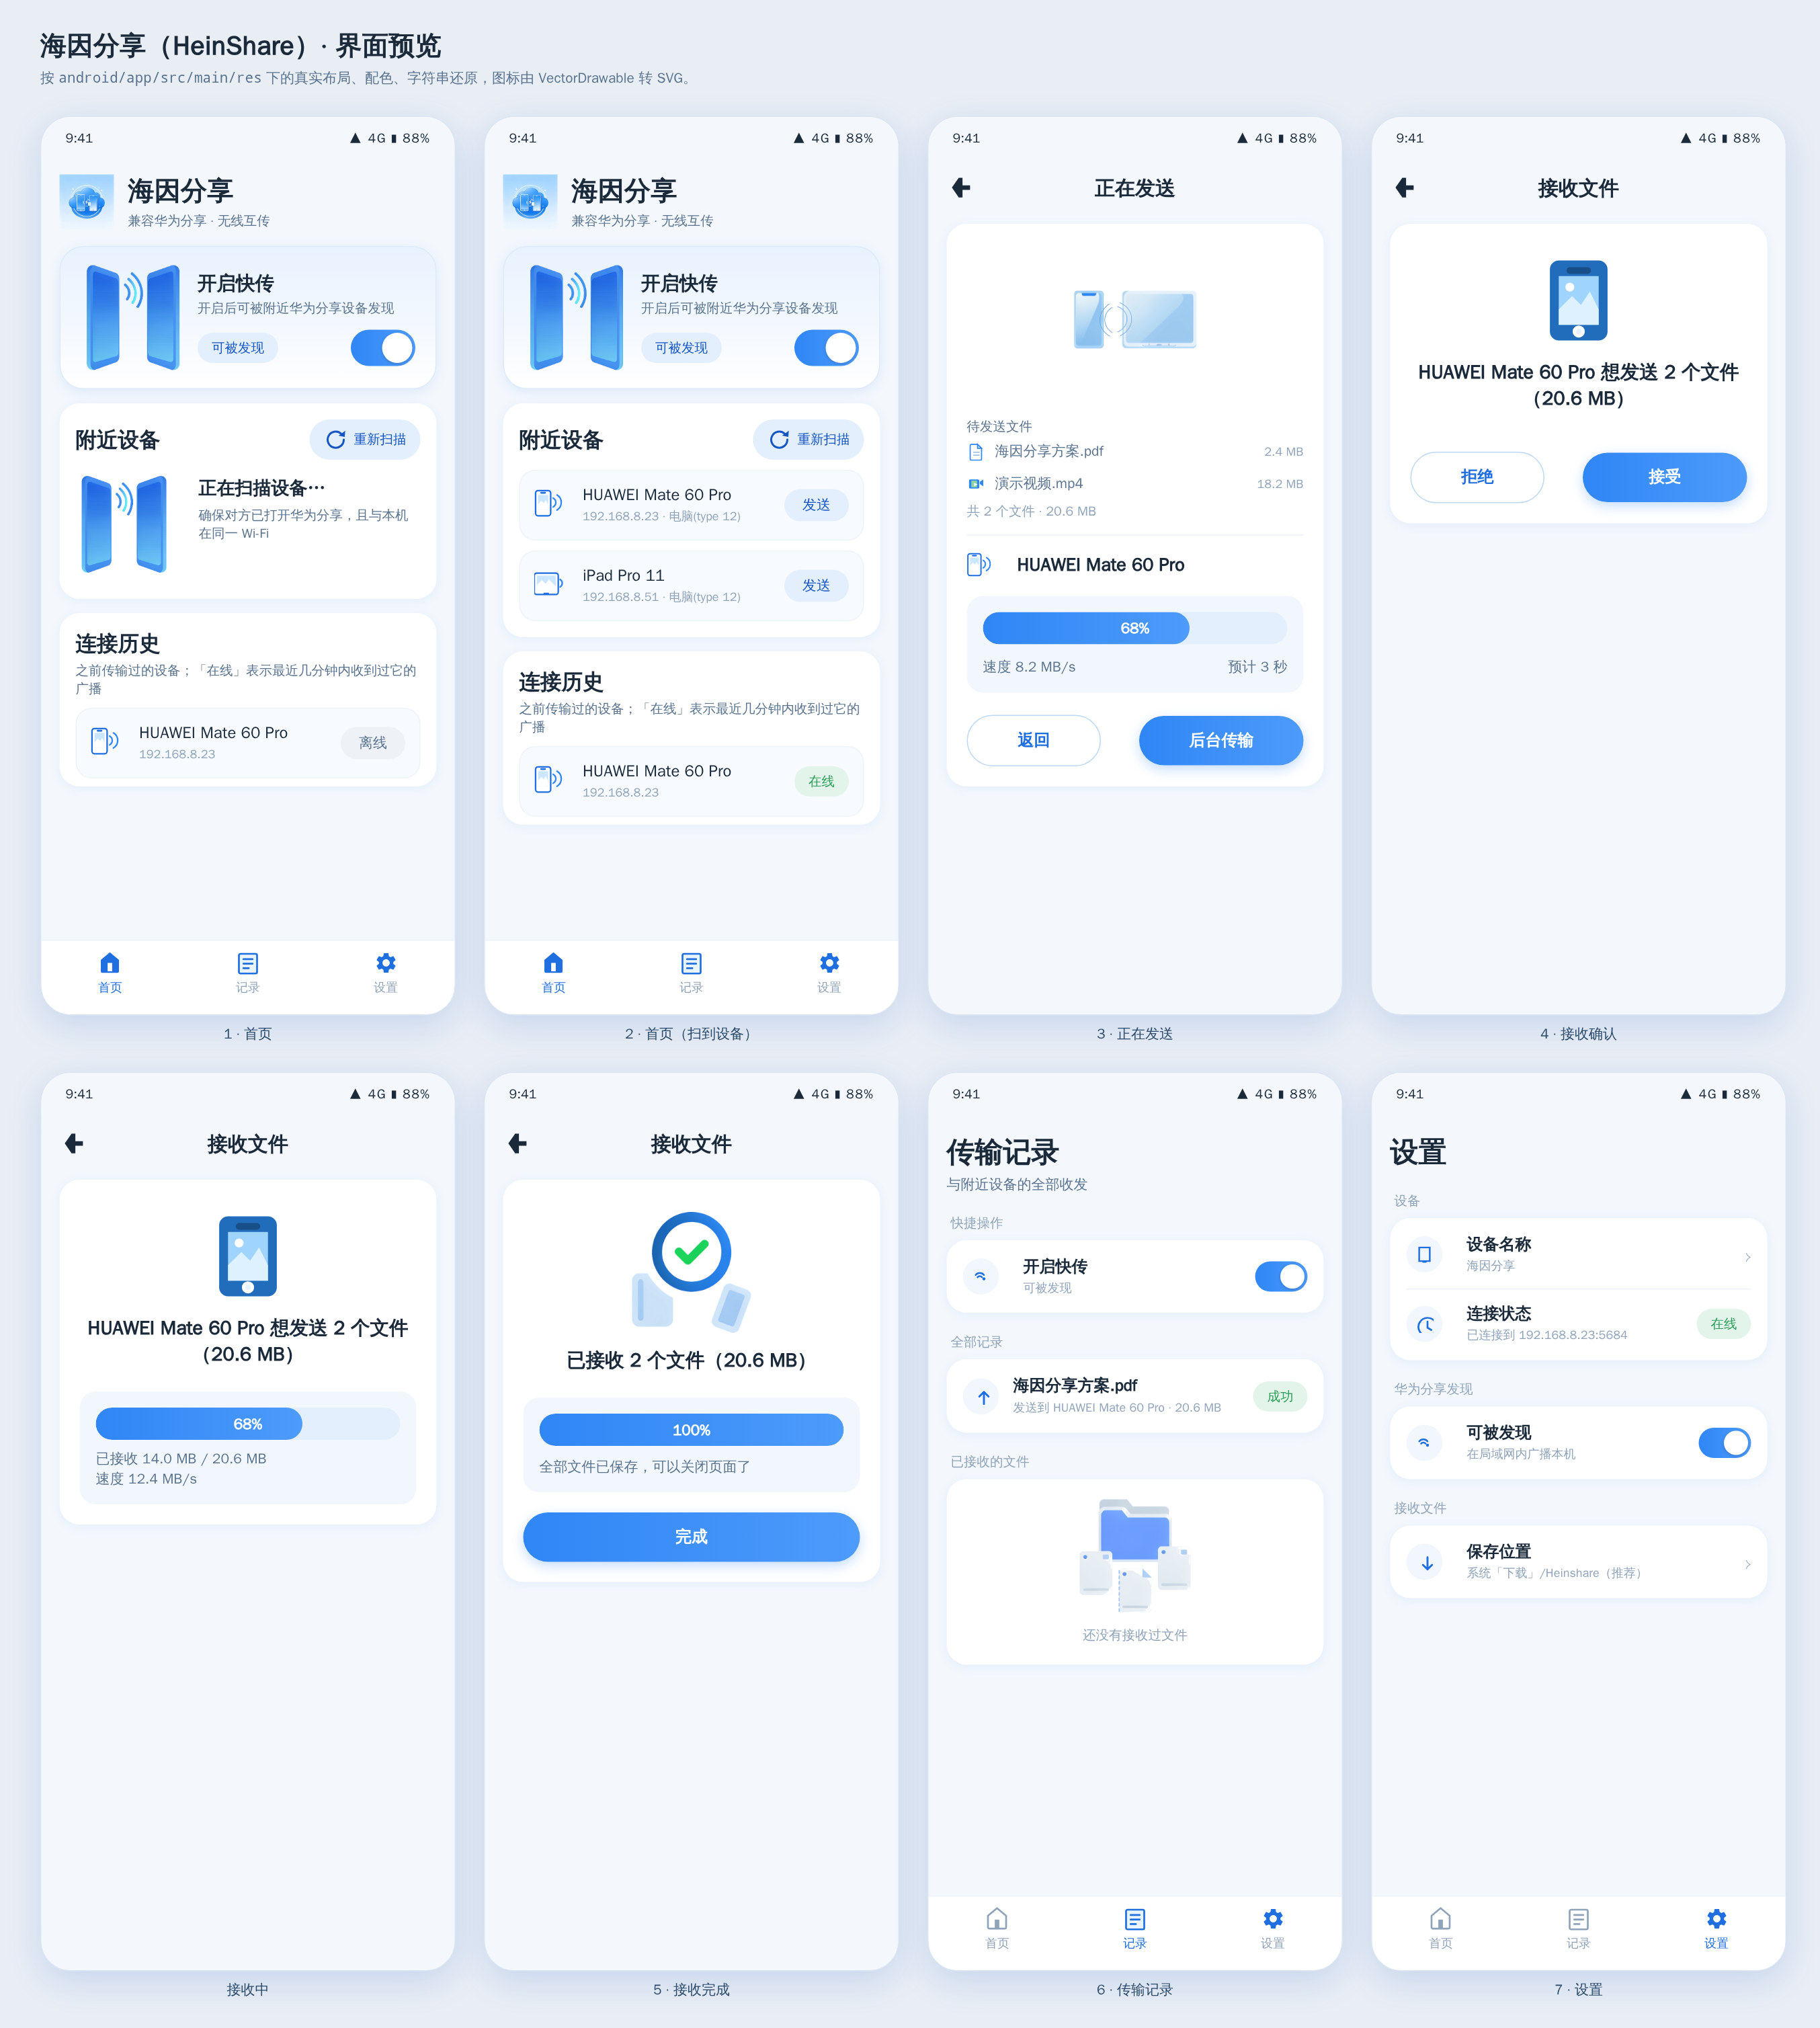 海因分享（HeinShare）· 界面预览
按 android/app/src/main/res 下的真实布局、配色、字符串还原，图标由 VectorDrawable 转 SVG。
9:41
4G 88%
海因分享
兼容华为分享 · 无线互传
开启快传
开启后可被附近华为分享设备发现
可被发现
附近设备
重新扫描
正在扫描设备…
确保对方已打开华为分享，且与本机
在同一 Wi-Fi
连接历史
之前传输过的设备；「在线」表示最近几分钟内收到过它的
广播
HUAWEI Mate 60 Pro
192.168.8.23
离线
首页
记录
设置
1 · 首页
9:41
4G 88%
海因分享
兼容华为分享 · 无线互传
开启快传
开启后可被附近华为分享设备发现
可被发现
附近设备
重新扫描
HUAWEI Mate 60 Pro
192.168.8.23 · 电脑(type 12)
发送
iPad Pro 11
192.168.8.51 · 电脑(type 12)
发送
连接历史
之前传输过的设备；「在线」表示最近几分钟内收到过它的
广播
HUAWEI Mate 60 Pro
192.168.8.23
在线
首页
记录
设置
2 · 首页（扫到设备）
9:41
4G 88%
正在发送
待发送文件
海因分享方案.pdf
2.4 MB
演示视频.mp4
18.2 MB
共 2 个文件 · 20.6 MB
HUAWEI Mate 60 Pro
68%
速度 8.2 MB/s
预计 3 秒
返回
后台传输
3 · 正在发送
9:41
4G 88%
接收文件
HUAWEI Mate 60 Pro 想发送 2 个文件
（20.6 MB）
拒绝
接受
4 · 接收确认
9:41
4G 88%
接收文件
HUAWEI Mate 60 Pro 想发送 2 个文件
（20.6 MB）
68%
已接收 14.0 MB / 20.6 MB
速度 12.4 MB/s
接收中
9:41
4G 88%
接收文件
已接收 2 个文件（20.6 MB）
100%
全部文件已保存，可以关闭页面了
完成
5 · 接收完成
9:41
4G 88%
传输记录
与附近设备的全部收发
快捷操作
开启快传
可被发现
全部记录
海因分享方案.pdf
发送到 HUAWEI Mate 60 Pro · 20.6 MB
成功
已接收的文件
还没有接收过文件
首页
记录
设置
6 · 传输记录
9:41
4G 88%
设置
设备
设备名称
海因分享
连接状态
已连接到 192.168.8.23:5684
在线
华为分享发现
可被发现
在局域网内广播本机
接收文件
保存位置
系统「下载」/Heinshare（推荐）
首页
记录
设置
7 · 设置